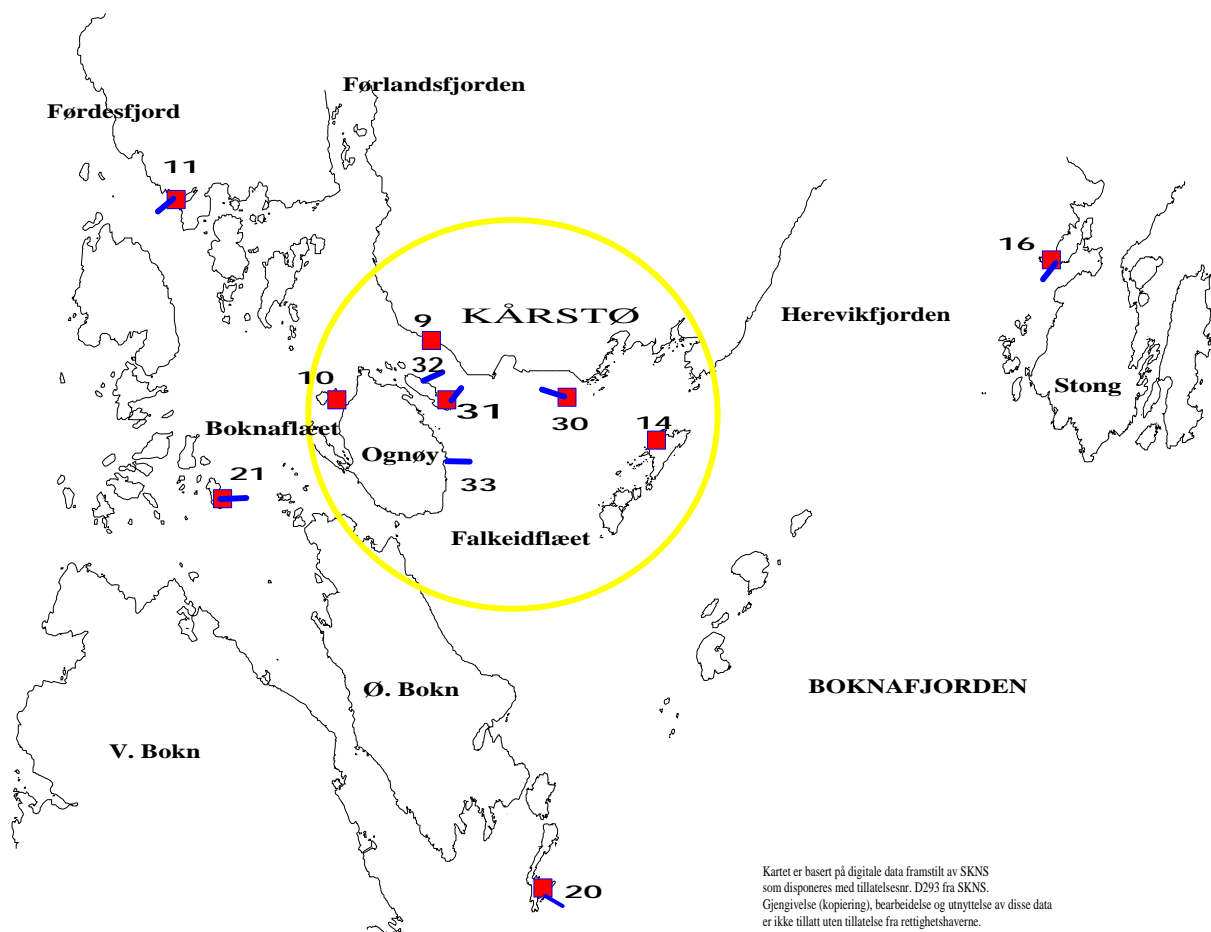 Førlandsfjorden
Førdesfjord
11
16
Herevikfjorden
9
KÅRSTØ
32
10
31
Stong
30
14
Boknaflæet
Ognøy
21
33
Falkeidflæet
Ø. Bokn
BOKNAFJORDEN
V. Bokn
20
Kartet er basert på digitale data framstilt av SKNS
som disponeres med tillatelsesnr. D293 fra SKNS.
Gjengivelse (kopiering), bearbeidelse og utnyttelse av disse data
er ikke tillatt uten tillatelse fra rettighetshaverne.